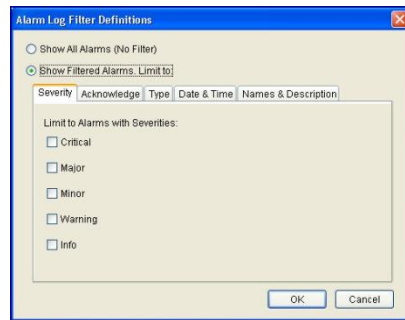 Alarm Log Filter Definitions
Show All Alarms (No Filter)
Show Filtered Alarms. Limit to:
Severity Acknowledge Type Date & Time Names & Description
Limit to Alarms with Severities:
Critical
Major
Minor
Warning
Info
OK Cancel